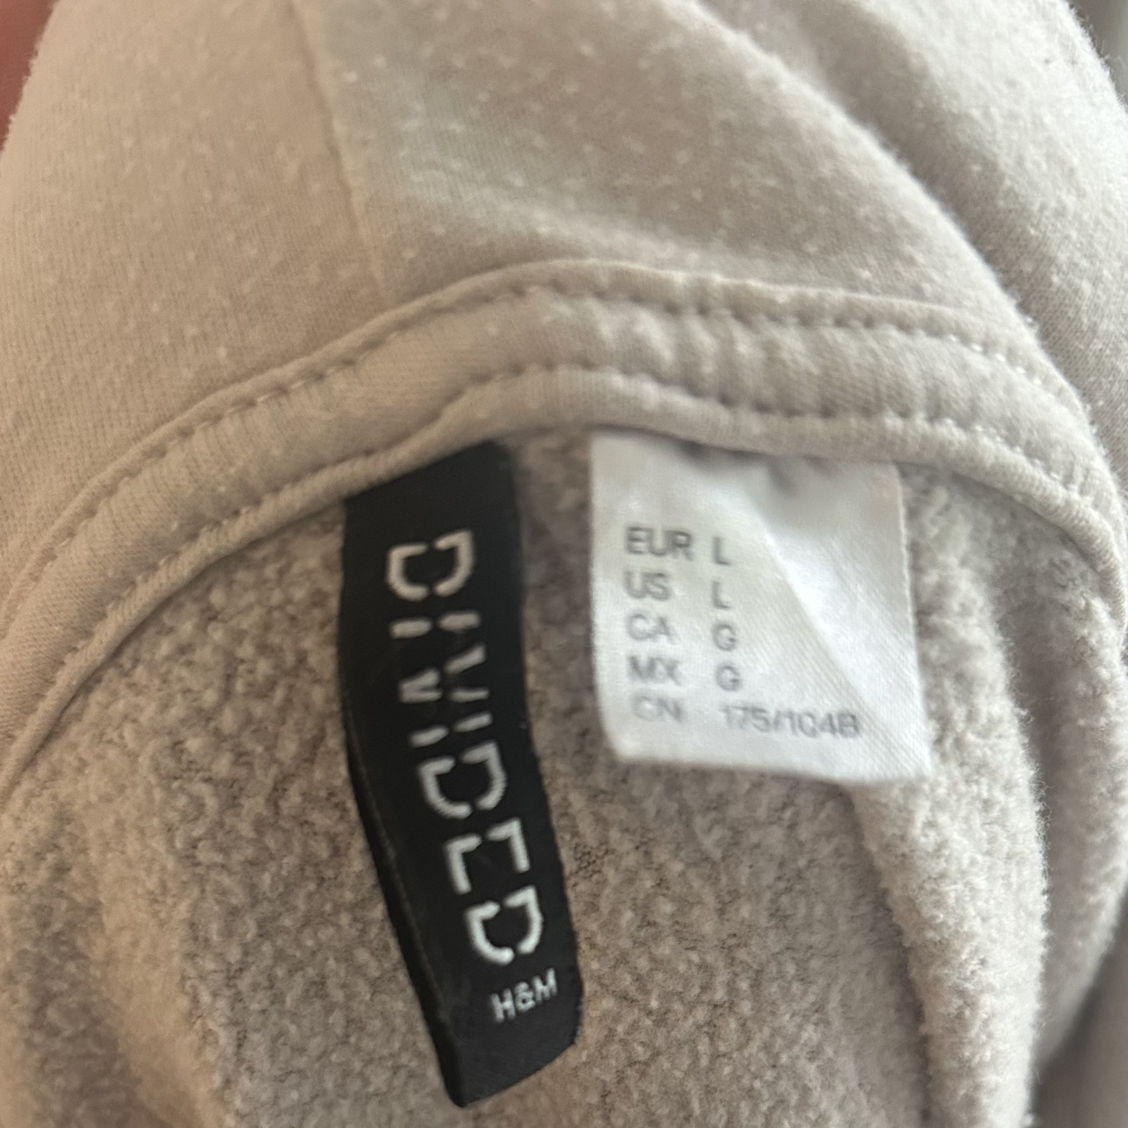 DIVIDED
H&M
EUR L
US L
CA G
MX G
CN 175/104B